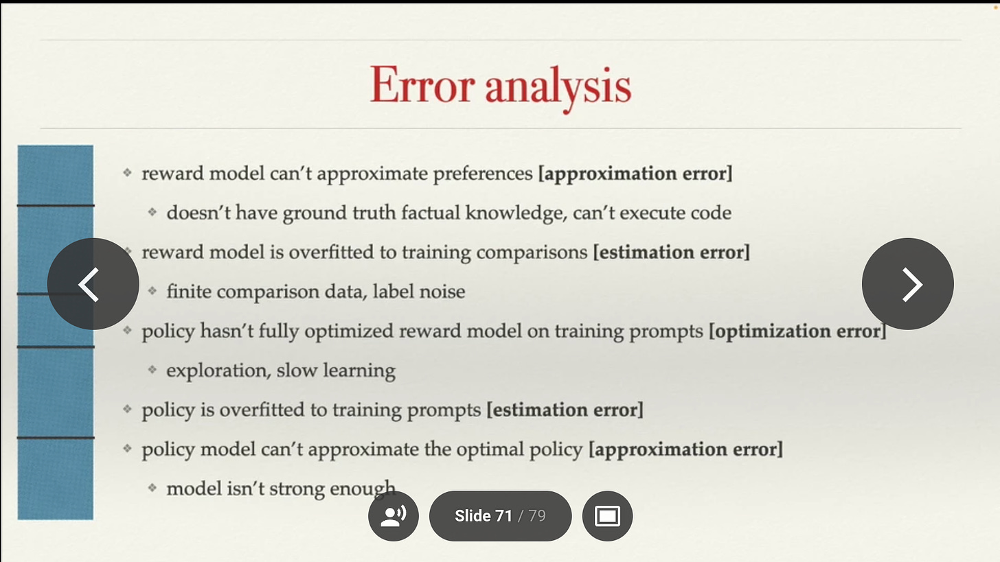 Error analysis
reward model can’t approximate preferences [approximation error]
doesn’t have ground truth factual knowledge, can’t execute code
reward model is overfitted to training comparisons [estimation error]
finite comparison data, label noise
policy hasn’t fully optimized reward model on training prompts [optimization error]
exploration, slow learning
policy is overfitted to training prompts [estimation error]
policy model can’t approximate the optimal policy [approximation error]
model isn’t strong enough
Slide 71 / 79